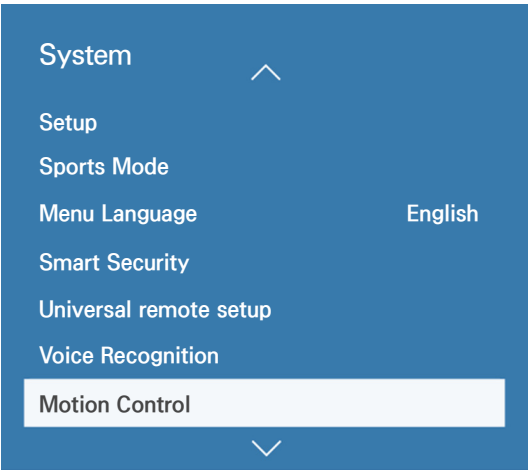 System
Setup
Sports Mode
Menu Language English
Smart Security
Universal remote setup
Voice Recognition
Motion Control